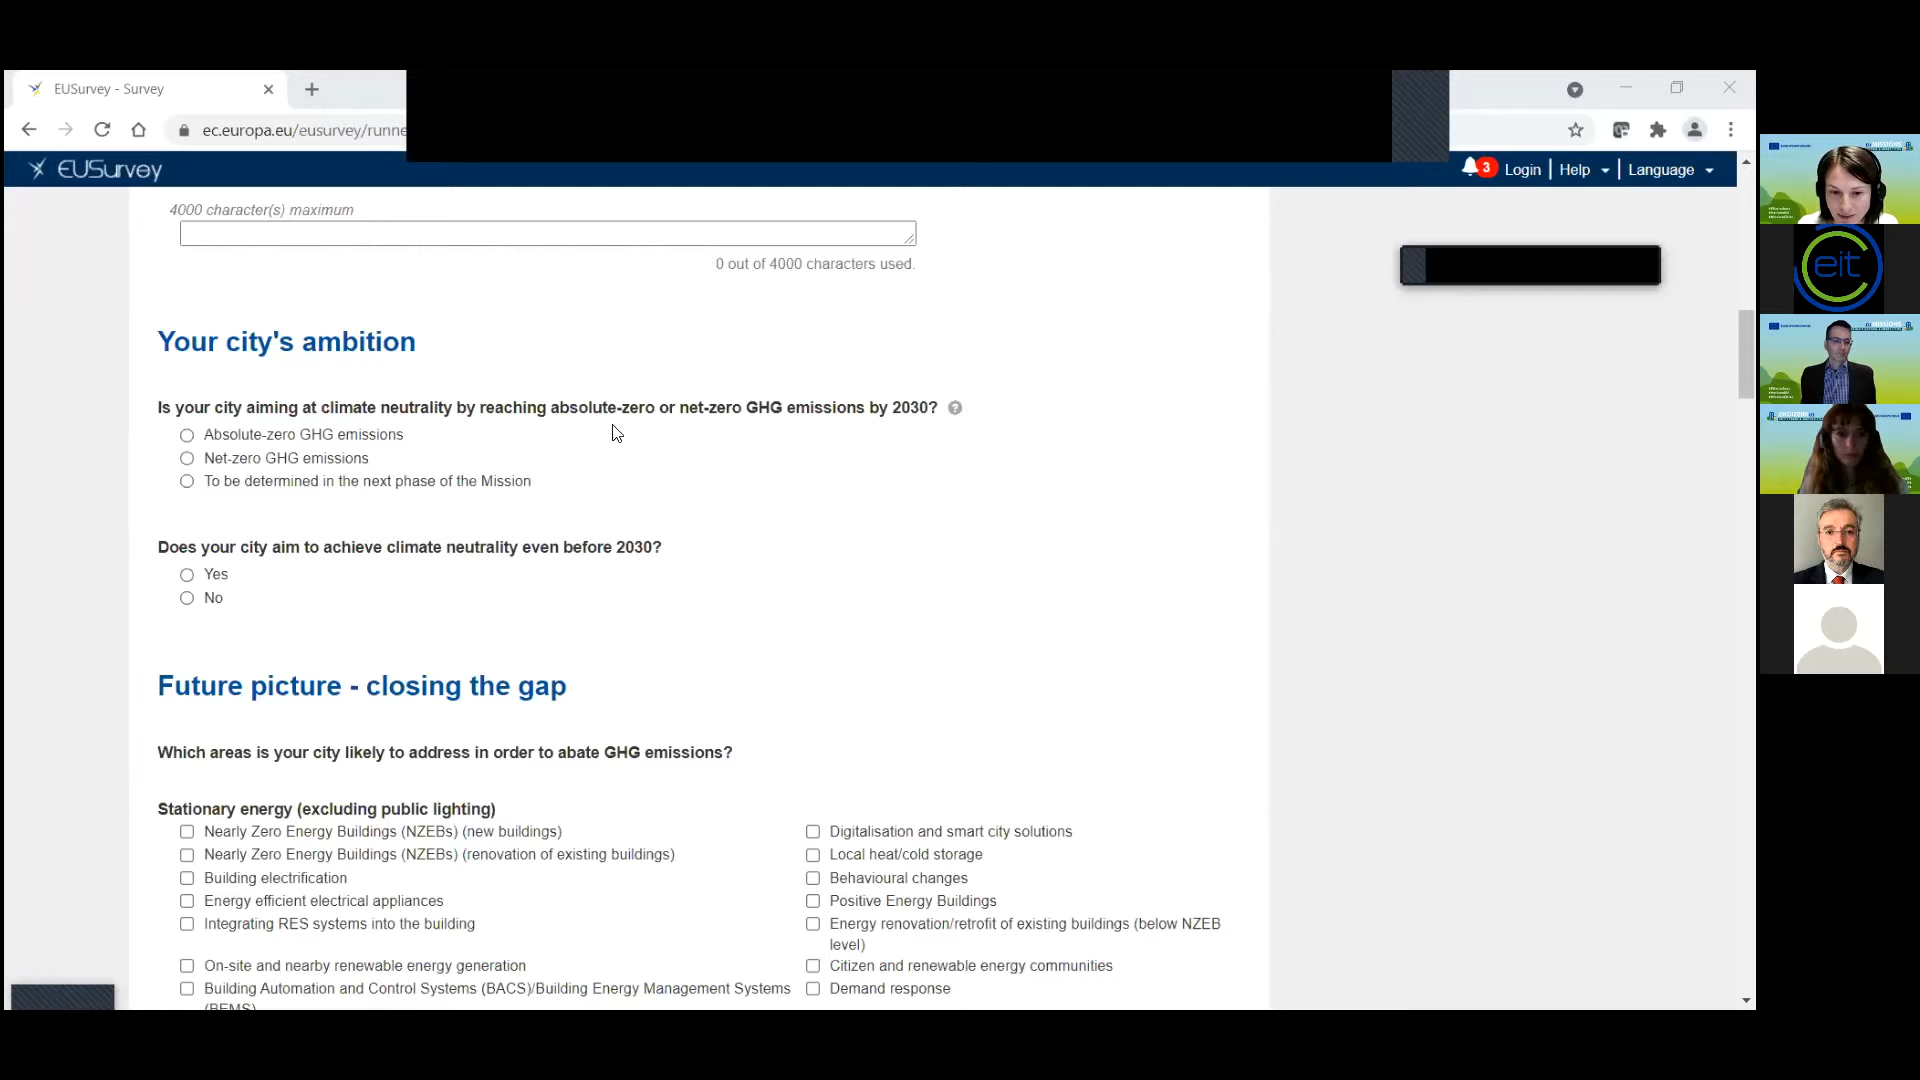 EUSurvey - Survey
ec.europa.eu/eusurvey/runne
EUSurvey
3 Login | Help | Language
4000 character(s) maximum
0 out of 4000 characters used.
Your city's ambition
Is your city aiming at climate neutrality by reaching absolute-zero or net-zero GHG emissions by 2030? ?
Absolute-zero GHG emissions
Net-zero GHG emissions
To be determined in the next phase of the Mission
Does your city aim to achieve climate neutrality even before 2030?
Yes
No
Future picture - closing the gap
Which areas is your city likely to address in order to abate GHG emissions?
Stationary energy (excluding public lighting)
Nearly Zero Energy Buildings (NZEBs) (new buildings)
Nearly Zero Energy Buildings (NZEBs) (renovation of existing buildings)
Building electrification
Energy efficient electrical appliances
Integrating RES systems into the building
On-site and nearby renewable energy generation
Building Automation and Control Systems (BACS)/Building Energy Management Systems
(BEMS)
Digitalisation and smart city solutions
Local heat/cold storage
Behavioural changes
Positive Energy Buildings
Energy renovation/retrofit of existing buildings (below NZEB
level)
Citizen and renewable energy communities
Demand response
eit